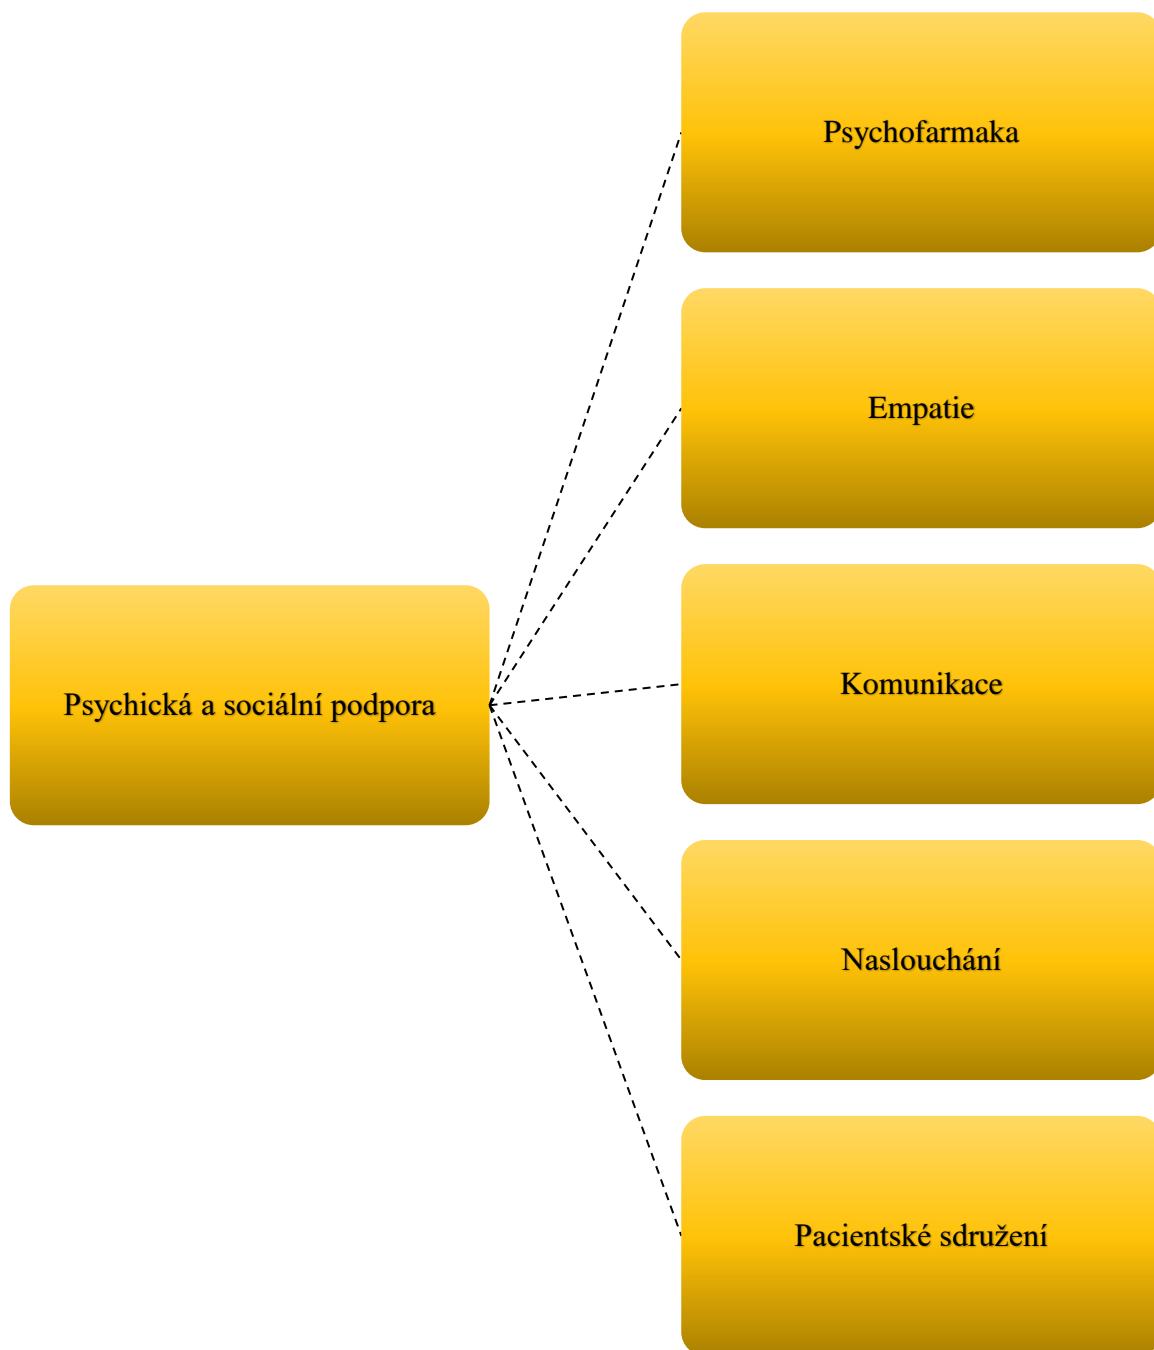 Psychická a sociální podpora
Psychofarmaka
Empatie
Komunikace
Naslouchání
Pacientské sdružení